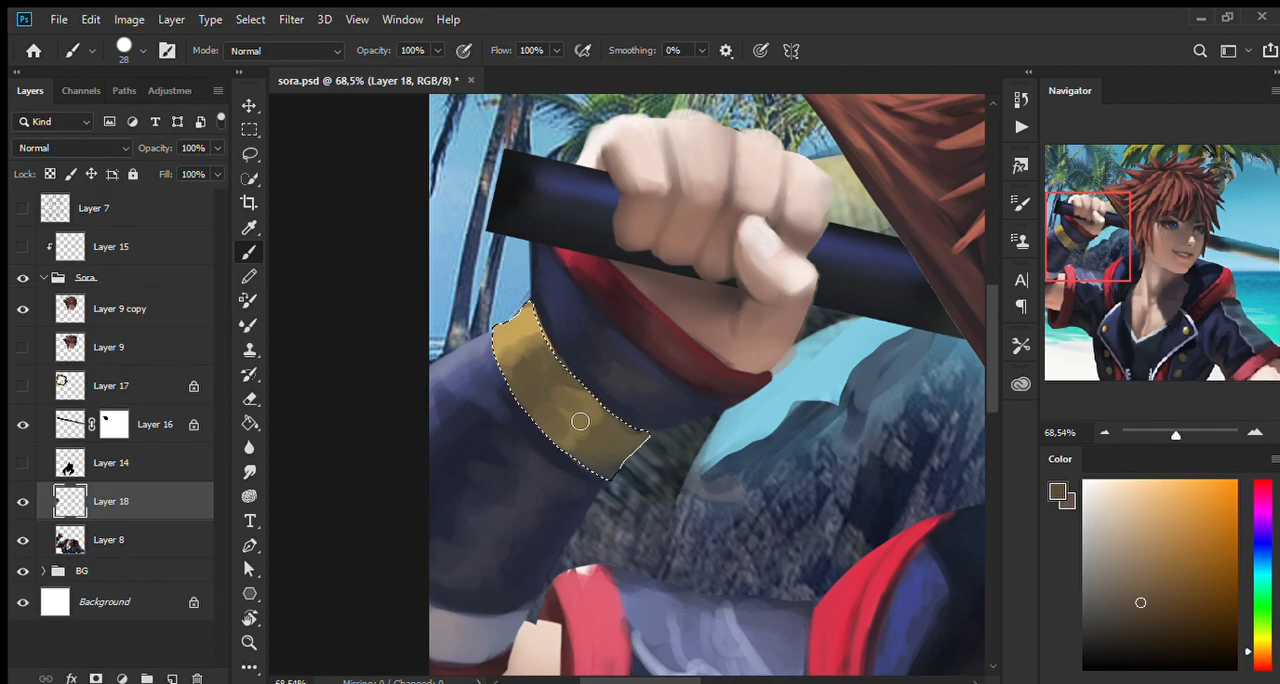 Ps File Edit Image Layer Type Select Filter 3D View Window Help
28 Mode: Normal Opacity: 100% Flow: 100% Smoothing: 0%
Layers Channels Paths Adjustmer
sora.psd @ 68,5% (Layer 18, RGB/8) *
Navigator
Kind
Normal Opacity: 100%
Lock: Fill: 100%
Layer 7
Layer 15
Sora
Layer 9 copy
Layer 9
Layer 17
Layer 16
Layer 14
Layer 18
Layer 8
BG
Background
68,54%
Color
68,54% Missing: 0 / Changed: 0